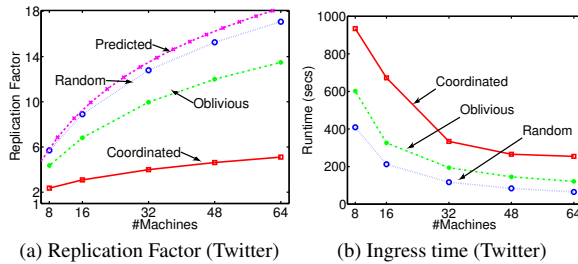 18
14
10
6
2
1
Replication Factor
Predicted
Random
Oblivious
Coordinated
8 16 32 48 64
#Machines
(a) Replication Factor (Twitter)
1000
800
600
400
200
0
Runtime (secs)
Coordinated
Oblivious
Random
8 16 32 48 64
#Machines
(b) Ingress time (Twitter)